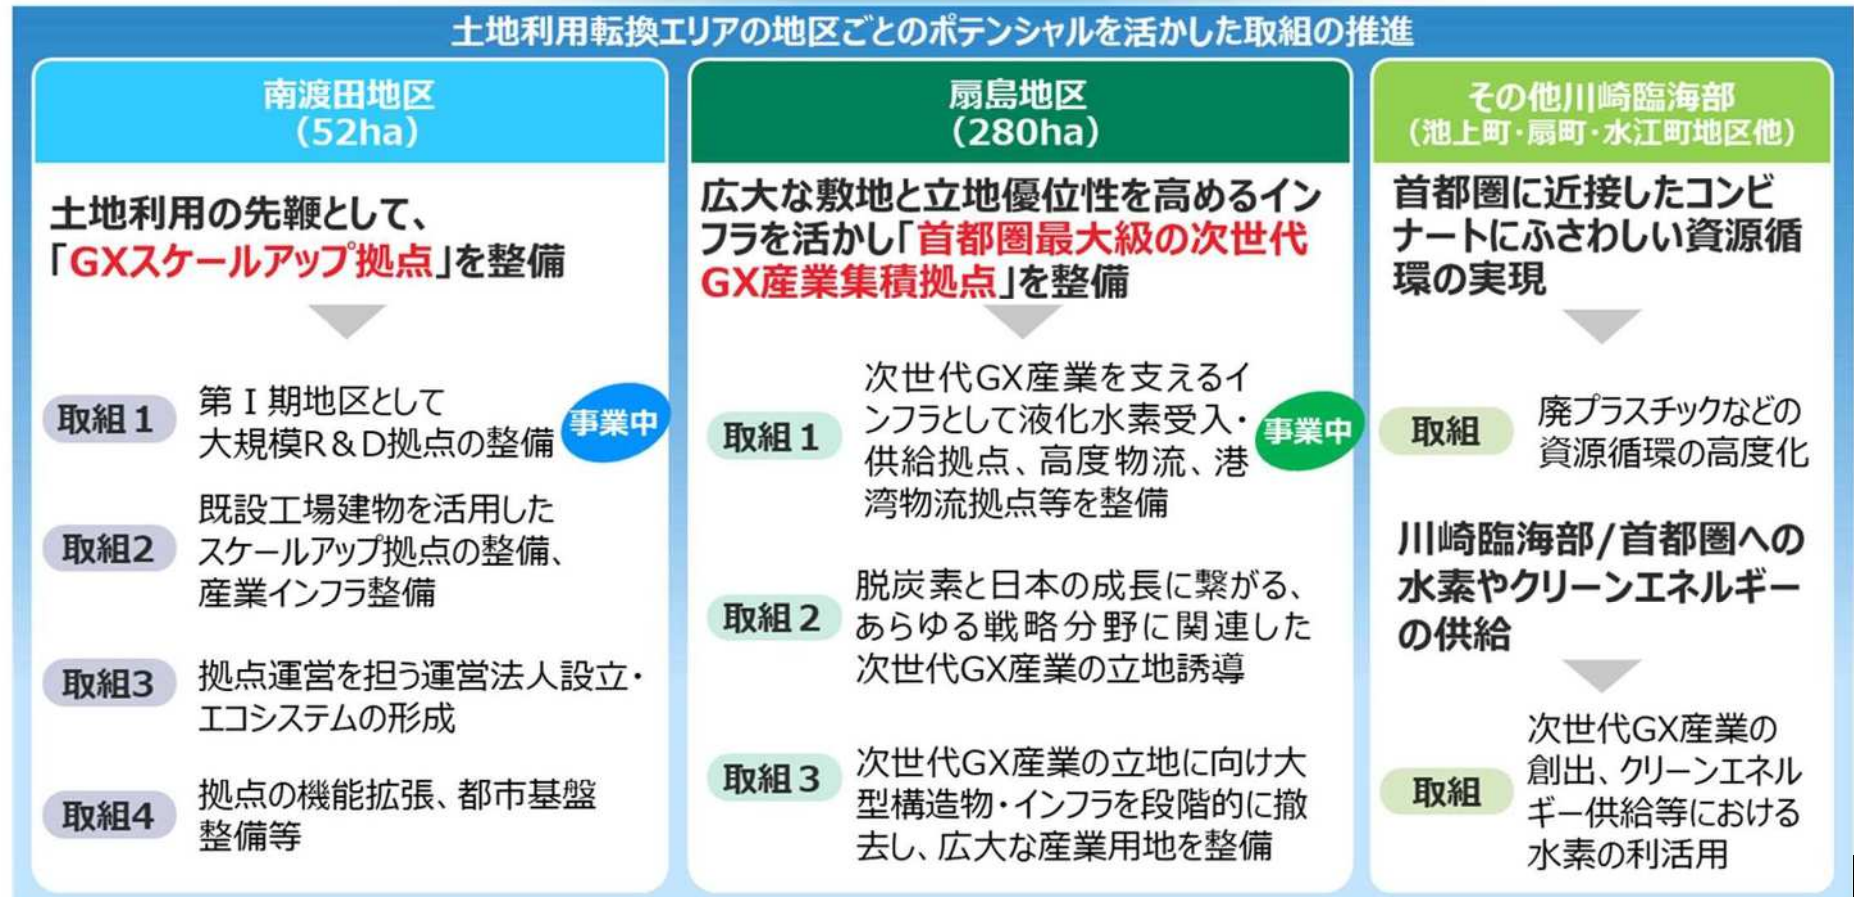 土地利用転換エリアの地区ごとのポテンシャルを活かした取組の推進
南渡田地区
（52ha）
土地利用の先鞭として、
「GXスケールアップ拠点」を整備
取組１
第Ⅰ期地区として
大規模R＆D拠点の整備
事業中
取組2
既設工場建物を活用した
スケールアップ拠点の整備、
産業インフラ整備
取組3
拠点運営を担う運営法人設立・
エコシステムの形成
取組4
拠点の機能拡張、都市基盤
整備等
扇島地区
（280ha）
広大な敷地と立地優位性を高めるイン
フラを活かし「首都圏最大級の次世代
GX産業集積拠点」を整備
取組１
次世代GX産業を支えるイ
ンフラとして液化水素受入・
供給拠点、高度物流、港
湾物流拠点等を整備
事業中
取組２
脱炭素と日本の成長に繋がる、
あらゆる戦略分野に関連した
次世代GX産業の立地誘導
取組３
次世代GX産業の立地に向け大
型構造物・インフラを段階的に撤
去し、広大な産業用地を整備
その他川崎臨海部
（池上町・扇町・水江町地区他）
首都圏に近接したコンビ
ナートにふさわしい資源循
環の実現
取組
廃プラスチックなどの
資源循環の高度化
川崎臨海部/首都圏への
水素やクリーンエネルギー
の供給
取組
次世代GX産業の
創出、クリーンエネル
ギー供給等における
水素の利活用